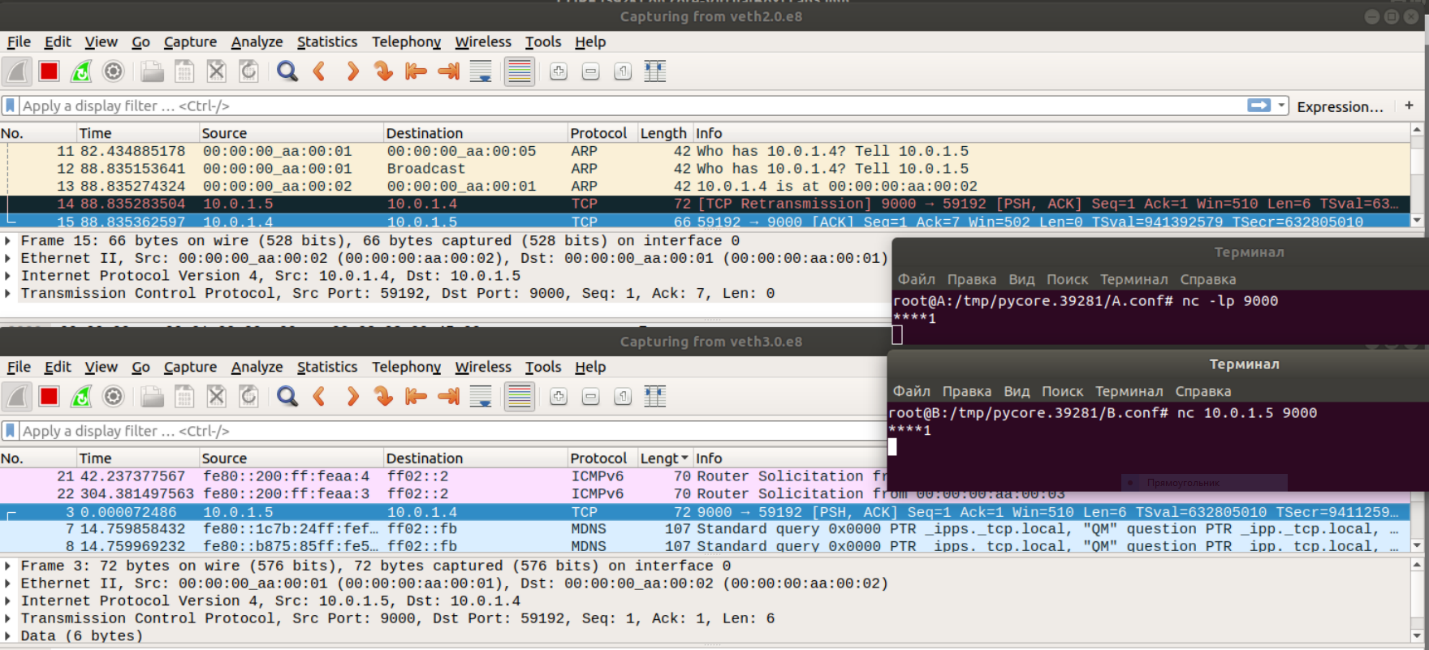 Capturing from veth2.0.e8
File Edit View Go Capture Analyze Statistics Telephony Wireless Tools Help
Apply a display filter … <Ctrl-/> Expression… +
No. Time Source Destination Protocol Length Info
11 82.434885178 00:00:00_aa:00:01 00:00:00_aa:00:05 ARP 42 Who has 10.0.1.4? Tell 10.0.1.5
12 88.835153641 00:00:00_aa:00:01 Broadcast ARP 42 Who has 10.0.1.4? Tell 10.0.1.5
13 88.835274324 00:00:00_aa:00:02 00:00:00_aa:00:01 ARP 42 10.0.1.4 is at 00:00:00:aa:00:02
14 88.835283504 10.0.1.5 10.0.1.4 TCP 72 [TCP Retransmission] 9000 → 59192 [PSH, ACK] Seq=1 Ack=1 Win=510 Len=6 TSval=63…
15 88.835362597 10.0.1.4 10.0.1.5 TCP 66 59192 → 9000 [ACK] Seq=1 Ack=7 Win=502 Len=0 TSval=941392579 TSecr=632805010
Frame 15: 66 bytes on wire (528 bits), 66 bytes captured (528 bits) on interface 0
Ethernet II, Src: 00:00:00_aa:00:02 (00:00:00:aa:00:02), Dst: 00:00:00_aa:00:01 (00:00:00:aa:00:01)
Internet Protocol Version 4, Src: 10.0.1.4, Dst: 10.0.1.5
Transmission Control Protocol, Src Port: 59192, Dst Port: 9000, Seq: 1, Ack: 7, Len: 0
Терминал
Файл Правка Вид Поиск Терминал Справка
root@A:/tmp/pycore.39281/A.conf# nc -lp 9000
****1
Capturing from veth3.0.e8
File Edit View Go Capture Analyze Statistics Telephony Wireless Tools Help
Apply a display filter … <Ctrl-/>
Терминал
Файл Правка Вид Поиск Терминал Справка
root@B:/tmp/pycore.39281/B.conf# nc 10.0.1.5 9000
****1
Прямоугольник
No. Time Source Destination Protocol Lengt Info
21 42.237377567 fe80::200:ff:feaa:4 ff02::2 ICMPv6 70 Router Solicitation
22 304.381497563 fe80::200:ff:feaa:3 ff02::2 ICMPv6 70 Router Solicitation from 00:00:00:aa:00:03
3 0.000072486 10.0.1.5 10.0.1.4 TCP 72 9000 → 59192 [PSH, ACK] Seq=1 Ack=1 Win=510 Len=6 TSval=632805010 TSecr=9411259…
7 14.759858432 fe80::1c7b:24ff:fef… ff02::fb MDNS 107 Standard query 0x0000 PTR _ipps._tcp.local, "QM" question PTR _ipp._tcp.local, …
8 14.759969232 fe80::b875:85ff:fe5… ff02::fb MDNS 107 Standard query 0x0000 PTR _ipps._tcp.local, "QM" question PTR _ipp._tcp.local, …
Frame 3: 72 bytes on wire (576 bits), 72 bytes captured (576 bits) on interface 0
Ethernet II, Src: 00:00:00_aa:00:01 (00:00:00:aa:00:01), Dst: 00:00:00_aa:00:02 (00:00:00:aa:00:02)
Internet Protocol Version 4, Src: 10.0.1.5, Dst: 10.0.1.4
Transmission Control Protocol, Src Port: 9000, Dst Port: 59192, Seq: 1, Ack: 1, Len: 6
Data (6 bytes)